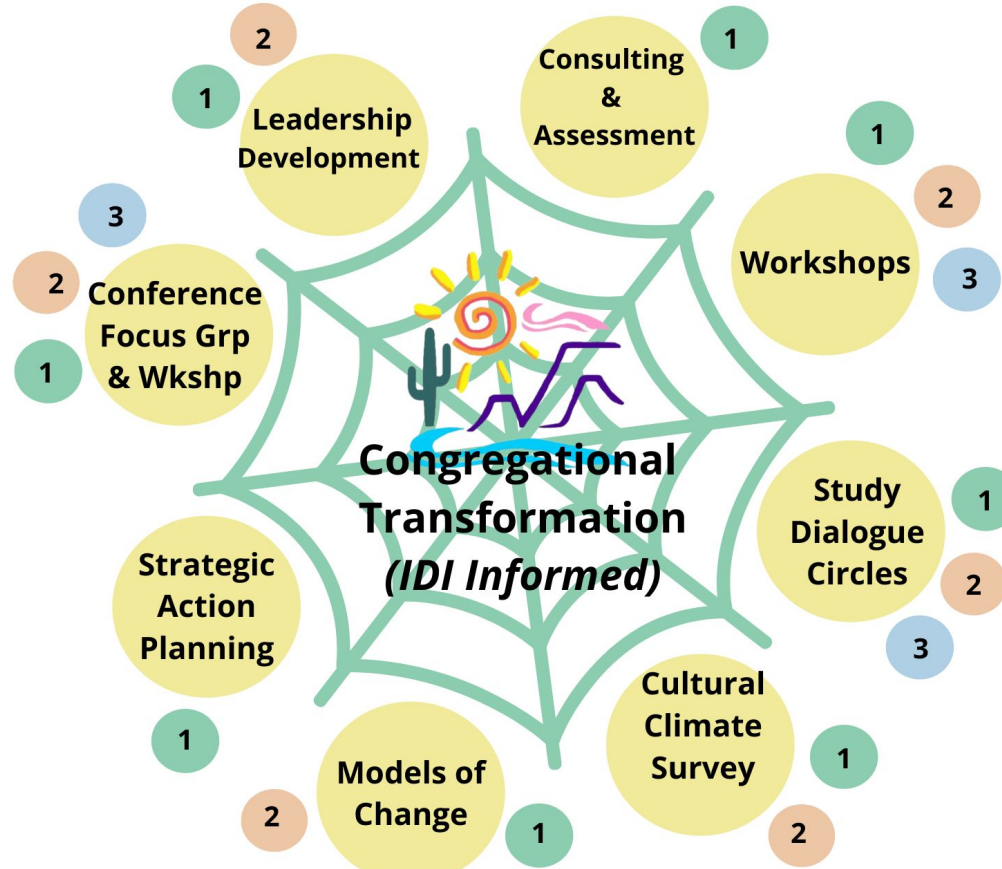 2
1
Leadership
Development
1
Consulting
&
Assessment
1
2
3
Workshops
3
2
1
Conference
Focus Grp
& Wkshp
Congregational
Transformation
(IDI Informed)
Study
Dialogue
Circles
1
2
3
Strategic
Action
Planning
1
Cultural
Climate
Survey
1
2
Models of
Change
2
1